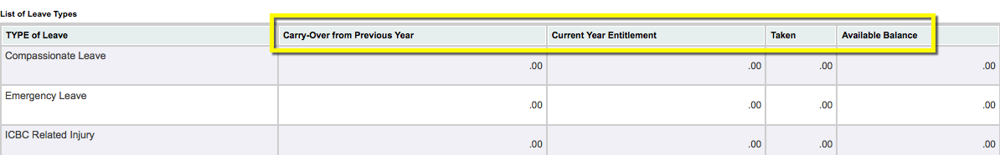 List of Leave Types
TYPE of Leave Carry-Over from Previous Year Current Year Entitlement Taken Available Balance
Compassionate Leave .00 .00 .00 .00
Emergency Leave .00 .00 .00 .00
ICBC Related Injury .00 .00 .00 .00